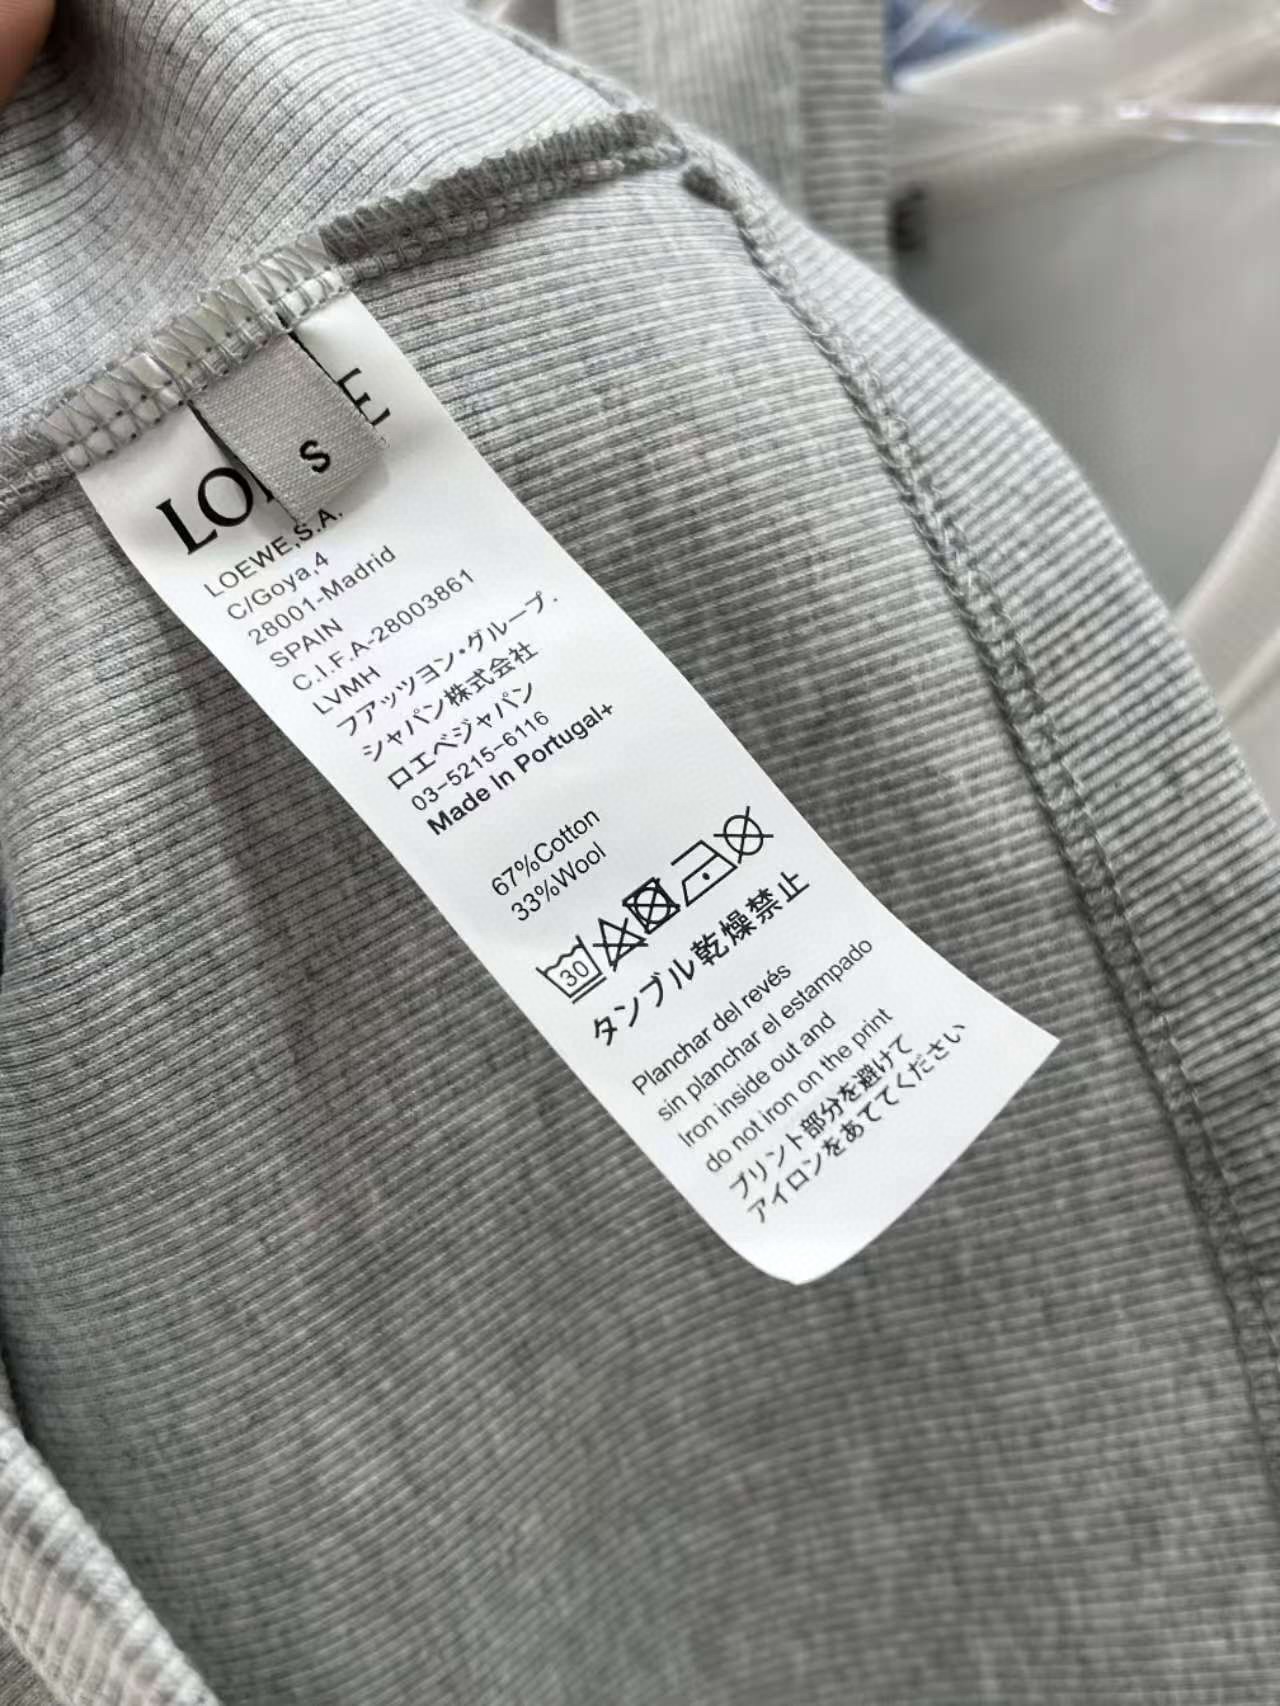 S
LOEWE,S.A.
C/Goya,4
28001-Madrid
SPAIN
C.I.F.A-28003861
LVMH
フアッツヨン・グループ.
シャパン株式会社
ロエベジャパン
03-5215-6116
Made In Portugal+
67%Cotton
33%Wool
30
タンブル乾燥禁止
Planchar del revés
sin planchar el estampado
Iron inside out and
do not iron on the print
プリント部分を避けて
アイロンをあててください